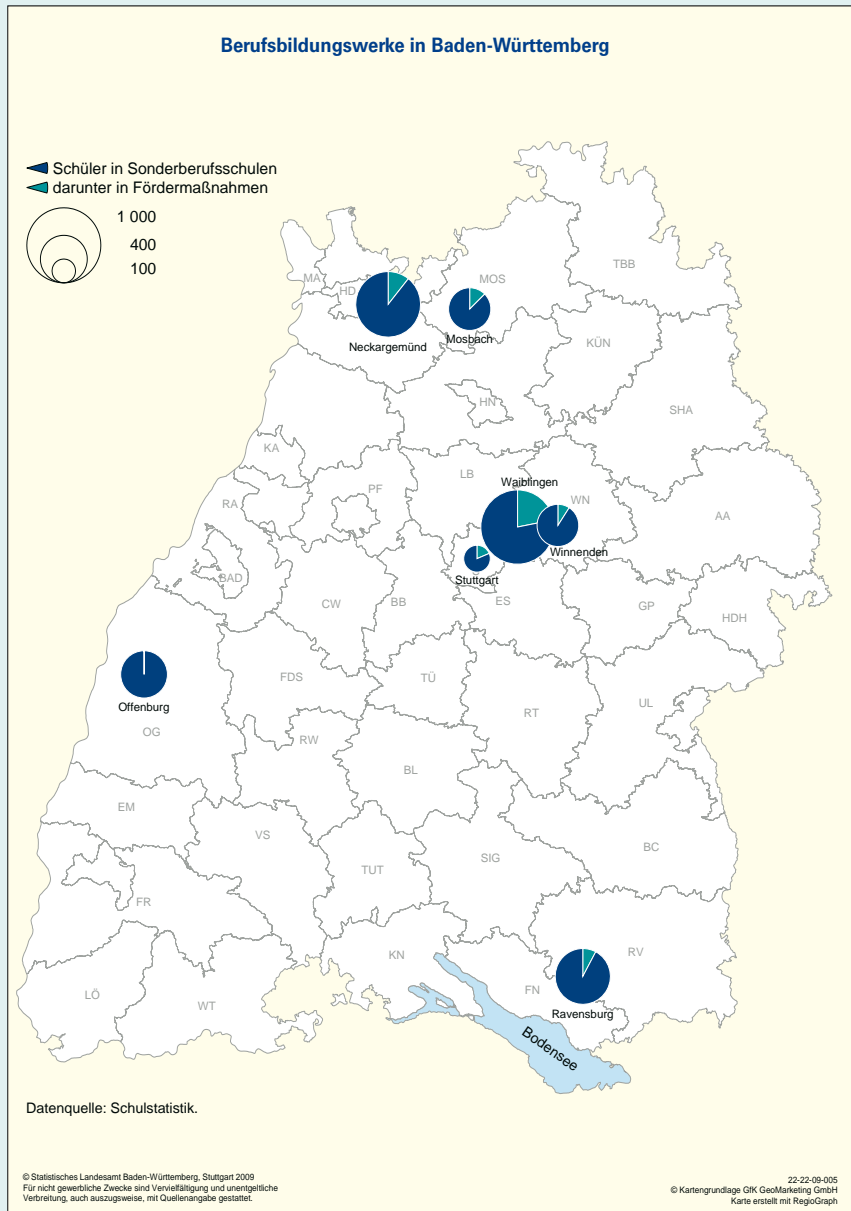 Berufsbildungswerke in Baden-Württemberg
Schüler in Sonderberufsschulen
darunter in Fördermaßnahmen
1 000
400
100
TBB
MA
HD
MOS
Neckargemünd
Mosbach
KÜN
HN
SHA
KA
LB
Waiblingen
PF
WN
RA
AA
Winnenden
BAD
Stuttgart
CW
BB
ES
GP
HDH
FDS
TÜ
Offenburg
UL
RT
OG
RW
BL
EM
VS
BC
SIG
TUT
FR
KN
RV
FN
LÖ
WT
Ravensburg
Bodensee
Datenquelle: Schulstatistik.
© Statistisches Landesamt Baden-Württemberg, Stuttgart 2009
Für nicht gewerbliche Zwecke sind Vervielfältigung und unentgeltliche
Verbreitung, auch auszugsweise, mit Quellenangabe gestattet.
22-22-09-005
© Kartengrundlage GfK GeoMarketing GmbH
Karte erstellt mit RegioGraph